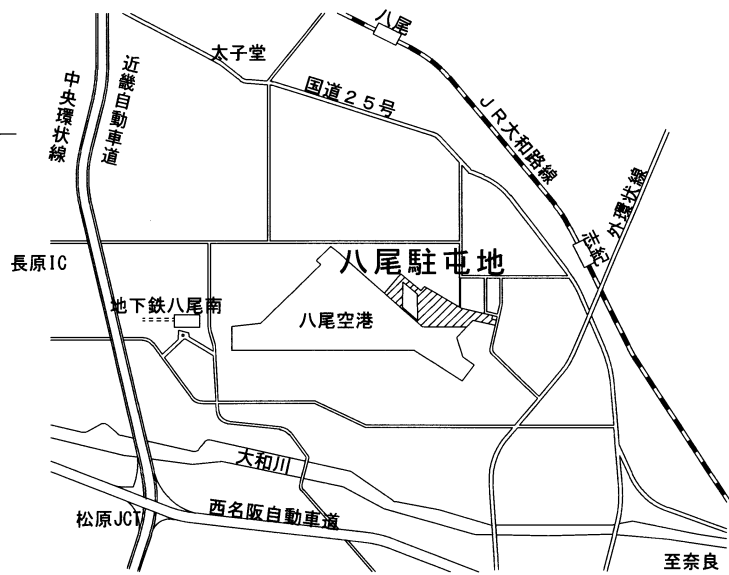 八尾
太子堂
国道25号
近畿自動車道
中央環状線
JR大和路線
外環状線
志紀
長原IC
八尾駐屯地
地下鉄八尾南
八尾空港
大和川
西名阪自動車道
松原JCT
至奈良